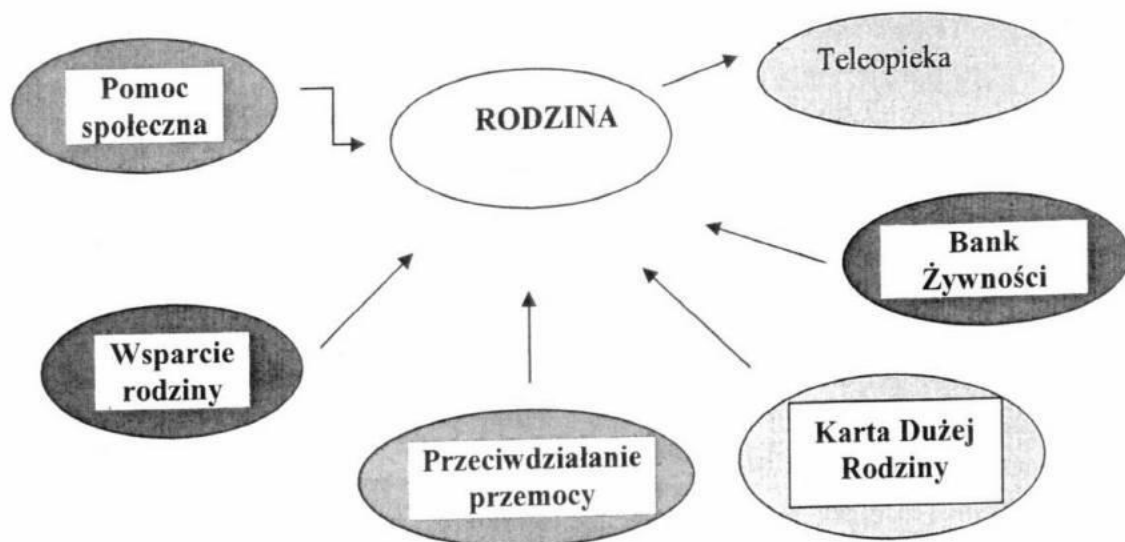 Pomoc
społeczna
RODZINA
Teleopieka
Bank
Żywności
Wsparcie
rodziny
Przeciwdziałanie
przemocy
Karta Dużej
Rodziny